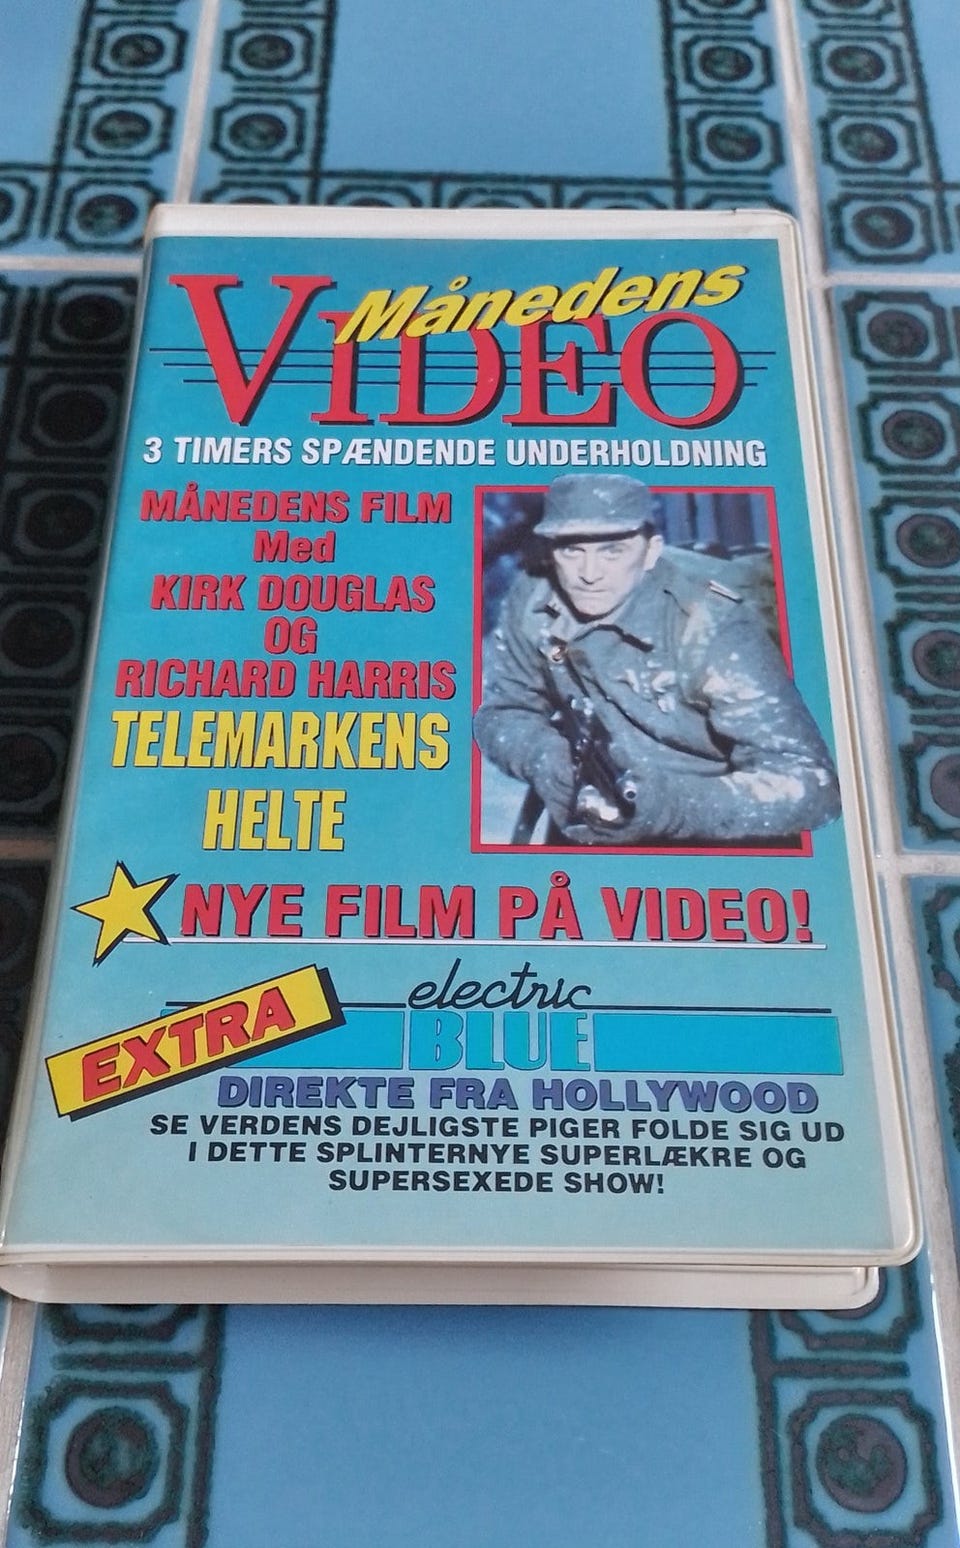 Månedens
VIDEO
3 TIMERS SPÆNDENDE UNDERHOLDNING
MÅNEDENS FILM
Med
KIRK DOUGLAS
OG
RICHARD HARRIS
TELEMARKENS
HELTE
NYE FILM PÅ VIDEO!
EXTRA
electric
BLUE
DIREKTE FRA HOLLYWOOD
SE VERDENS DEJLIGSTE PIGER FOLDE SIG UD
I DETTE SPLINTERNYE SUPERLÆKRE OG
SUPERSEXEDE SHOW!